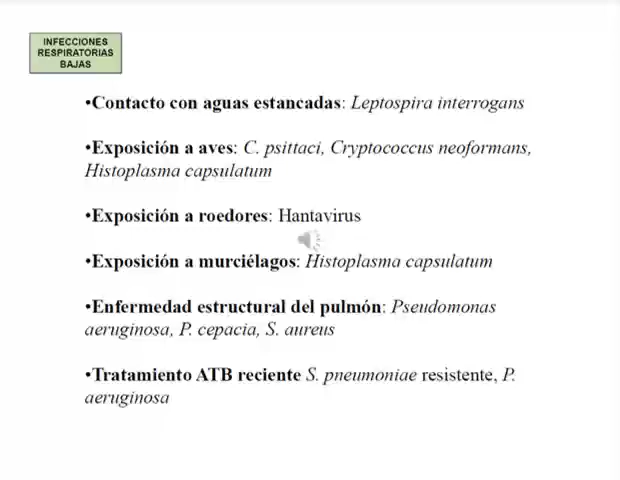 INFECCIONES
RESPIRATORIAS
BAJAS
•Contacto con aguas estancadas: Leptospira interrogans
•Exposición a aves: C. psittaci, Cryptococcus neoformans,
Histoplasma capsulatum
•Exposición a roedores: Hantavirus
•Exposición a murciélagos: Histoplasma capsulatum
•Enfermedad estructural del pulmón: Pseudomonas
aeruginosa, P. cepacia, S. aureus
•Tratamiento ATB reciente S. pneumoniae resistente, P.
aeruginosa